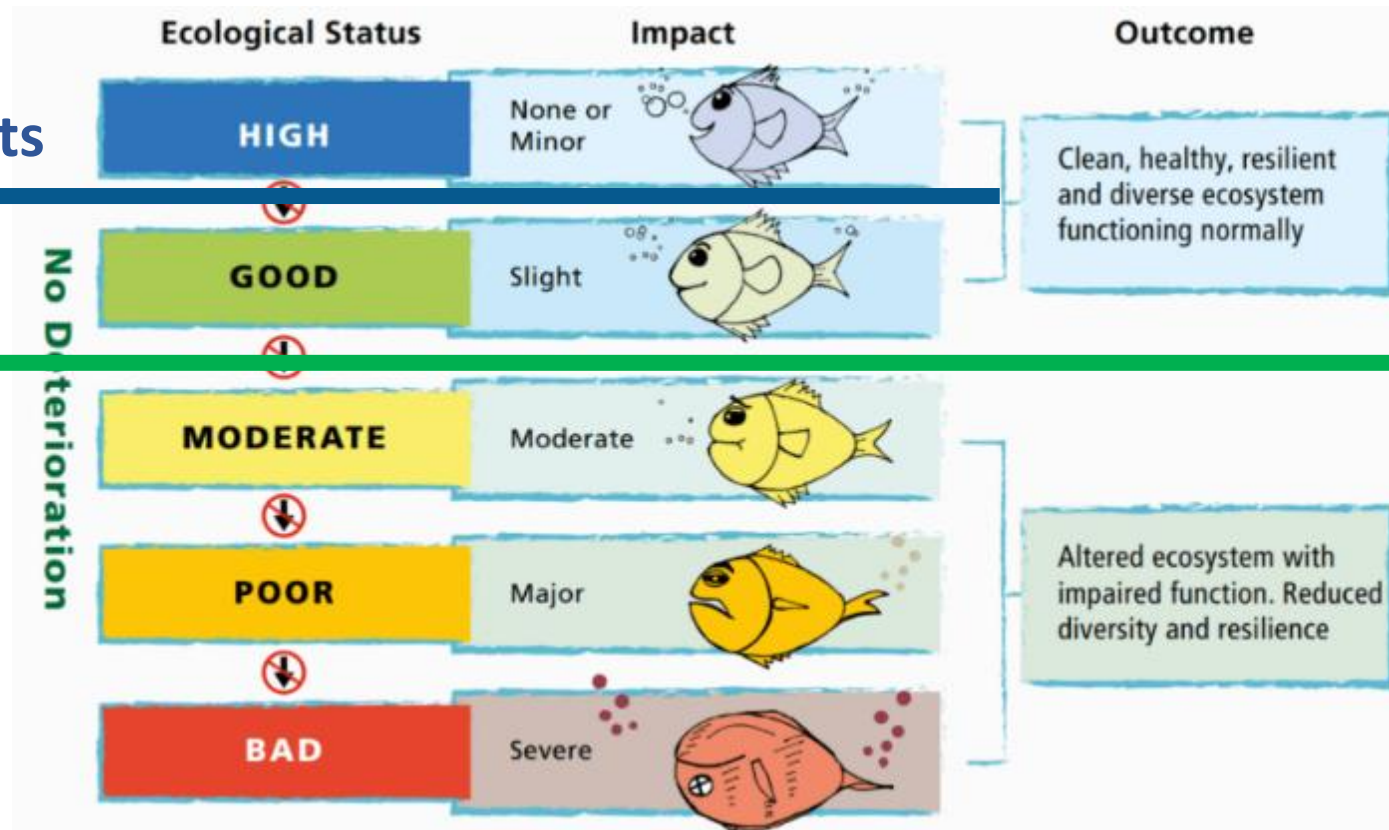 Ecological Status
Impact
Outcome
ts
HIGH
None or
Minor
Clean, healthy, resilient
and diverse ecosystem
functioning normally
No Deterioration
GOOD
Slight
MODERATE
Moderate
POOR
Major
Altered ecosystem with
impaired function. Reduced
diversity and resilience
BAD
Severe